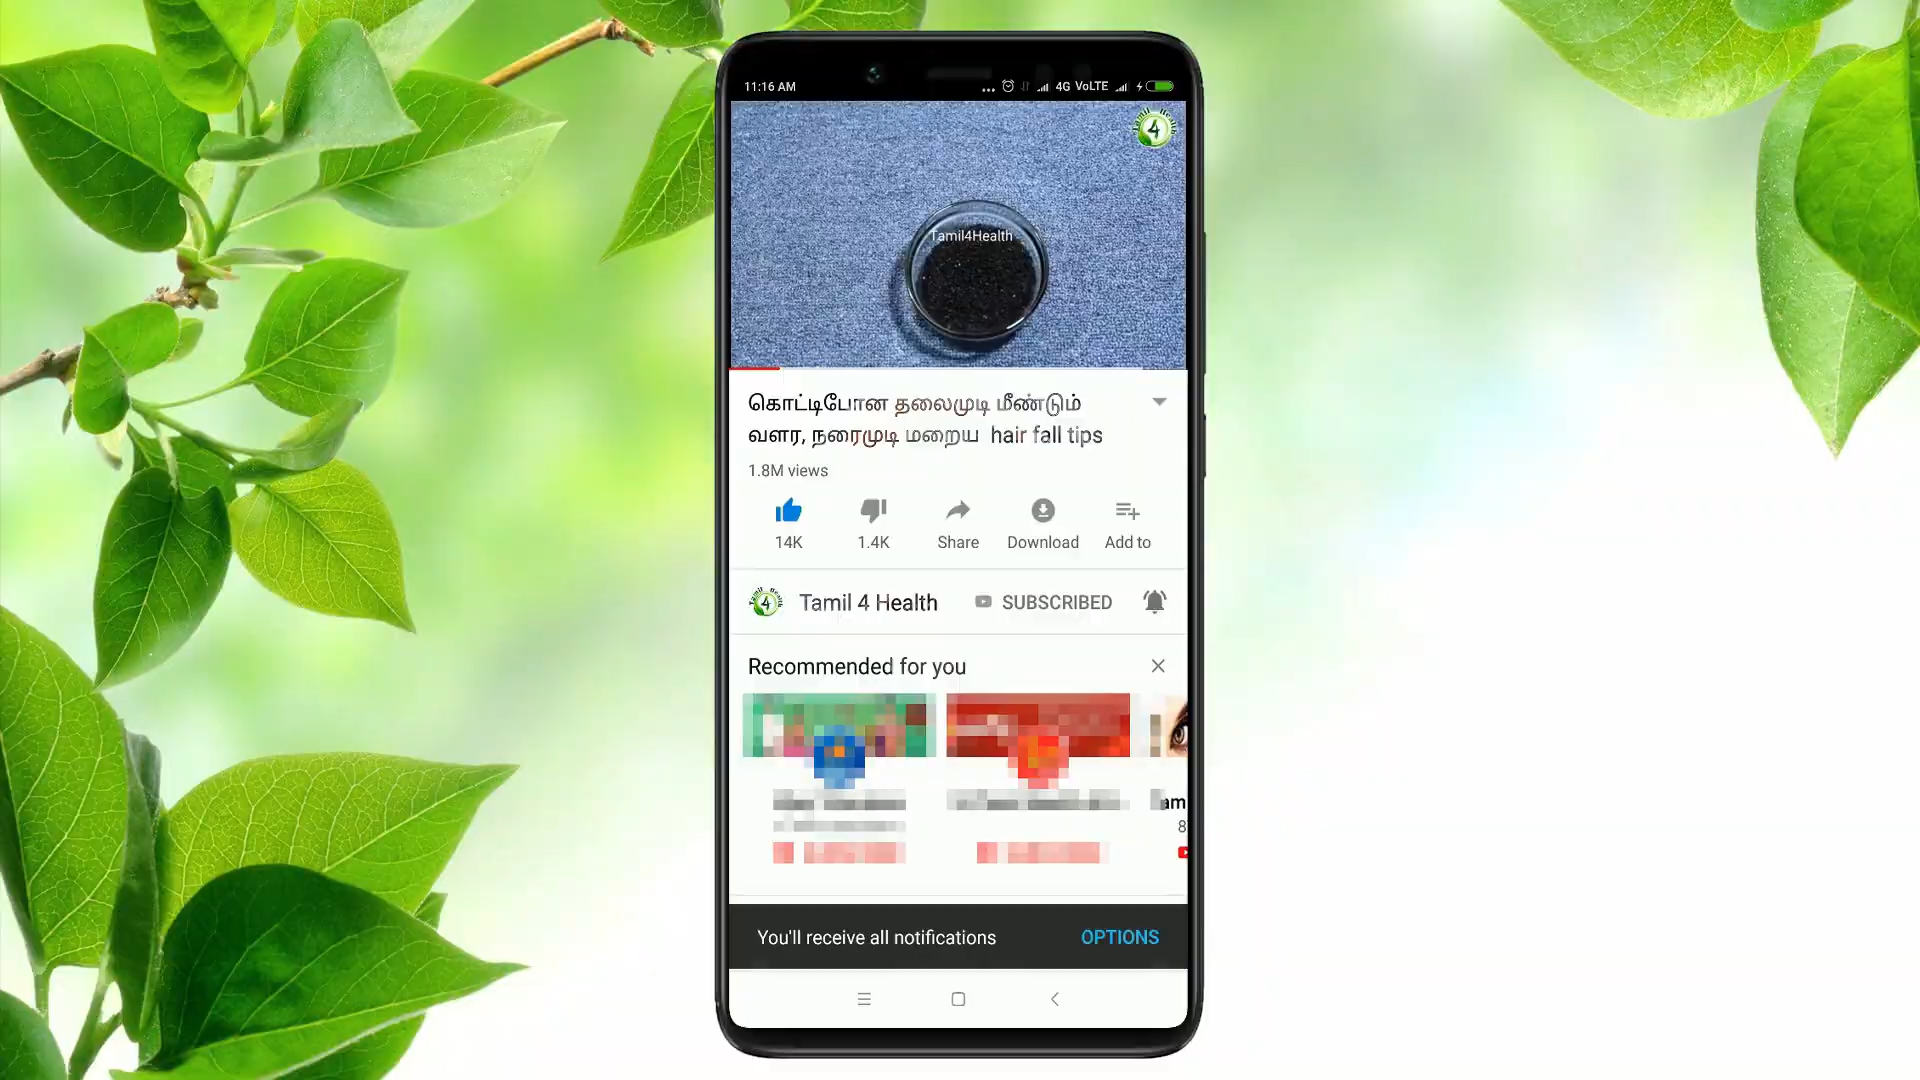 11:16 AM
4G VoLTE
Tamil4Health
கொட்டிபோன தலைமுடி மீண்டும்
வளர, நரைமுடி மறைய hair fall tips
1.8M views
14K
1.4K
Share
Download
Add to
Tamil 4 Health
SUBSCRIBED
Recommended for you
You'll receive all notifications
OPTIONS